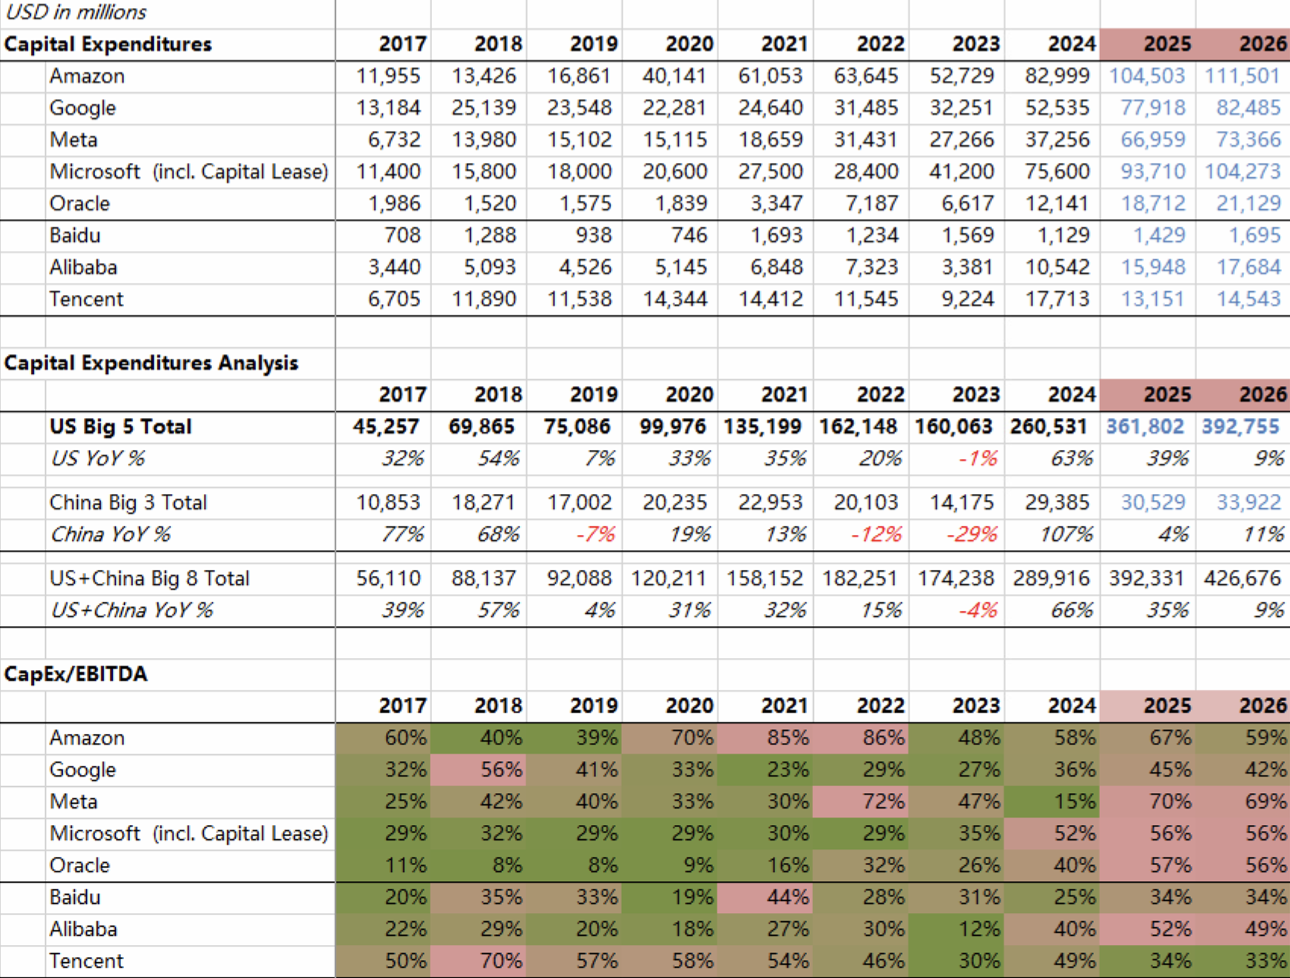 USD in millions
Capital Expenditures 2017 2018 2019 2020 2021 2022 2023 2024 2025 2026
Amazon 11,955 13,426 16,861 40,141 61,053 63,645 52,729 82,999 104,503 111,501
Google 13,184 25,139 23,548 22,281 24,640 31,485 32,251 52,535 77,918 82,485
Meta 6,732 13,980 15,102 15,115 18,659 31,431 27,266 37,256 66,959 73,366
Microsoft (incl. Capital Lease) 11,400 15,800 18,000 20,600 27,500 28,400 41,200 75,600 93,710 104,273
Oracle 1,986 1,520 1,575 1,839 3,347 7,187 6,617 12,141 18,712 21,129
Baidu 708 1,288 938 746 1,693 1,234 1,569 1,129 1,429 1,695
Alibaba 3,440 5,093 4,526 5,145 6,848 7,323 3,381 10,542 15,948 17,684
Tencent 6,705 11,890 11,538 14,344 14,412 11,545 9,224 17,713 13,151 14,543
Capital Expenditures Analysis
2017 2018 2019 2020 2021 2022 2023 2024 2025 2026
US Big 5 Total 45,257 69,865 75,086 99,976 135,199 162,148 160,063 260,531 361,802 392,755
US YoY % 32% 54% 7% 33% 35% 20% -1% 63% 39% 9%
China Big 3 Total 10,853 18,271 17,002 20,235 22,953 20,103 14,175 29,385 30,529 33,922
China YoY % 77% 68% -7% 19% 13% -12% -29% 107% 4% 11%
US+China Big 8 Total 56,110 88,137 92,088 120,211 158,152 182,251 174,238 289,916 392,331 426,676
US+China YoY % 39% 57% 4% 31% 32% 15% -4% 66% 35% 9%
CapEx/EBITDA
2017 2018 2019 2020 2021 2022 2023 2024 2025 2026
Amazon 60% 40% 39% 70% 85% 86% 48% 58% 67% 59%
Google 32% 56% 41% 33% 23% 29% 27% 36% 45% 42%
Meta 25% 42% 40% 33% 30% 72% 47% 15% 70% 69%
Microsoft (incl. Capital Lease) 29% 32% 29% 29% 30% 29% 35% 52% 56% 56%
Oracle 11% 8% 8% 9% 16% 32% 26% 40% 57% 56%
Baidu 20% 35% 33% 19% 44% 28% 31% 25% 34% 34%
Alibaba 22% 29% 20% 18% 27% 30% 12% 40% 52% 49%
Tencent 50% 70% 57% 58% 54% 46% 30% 49% 34% 33%